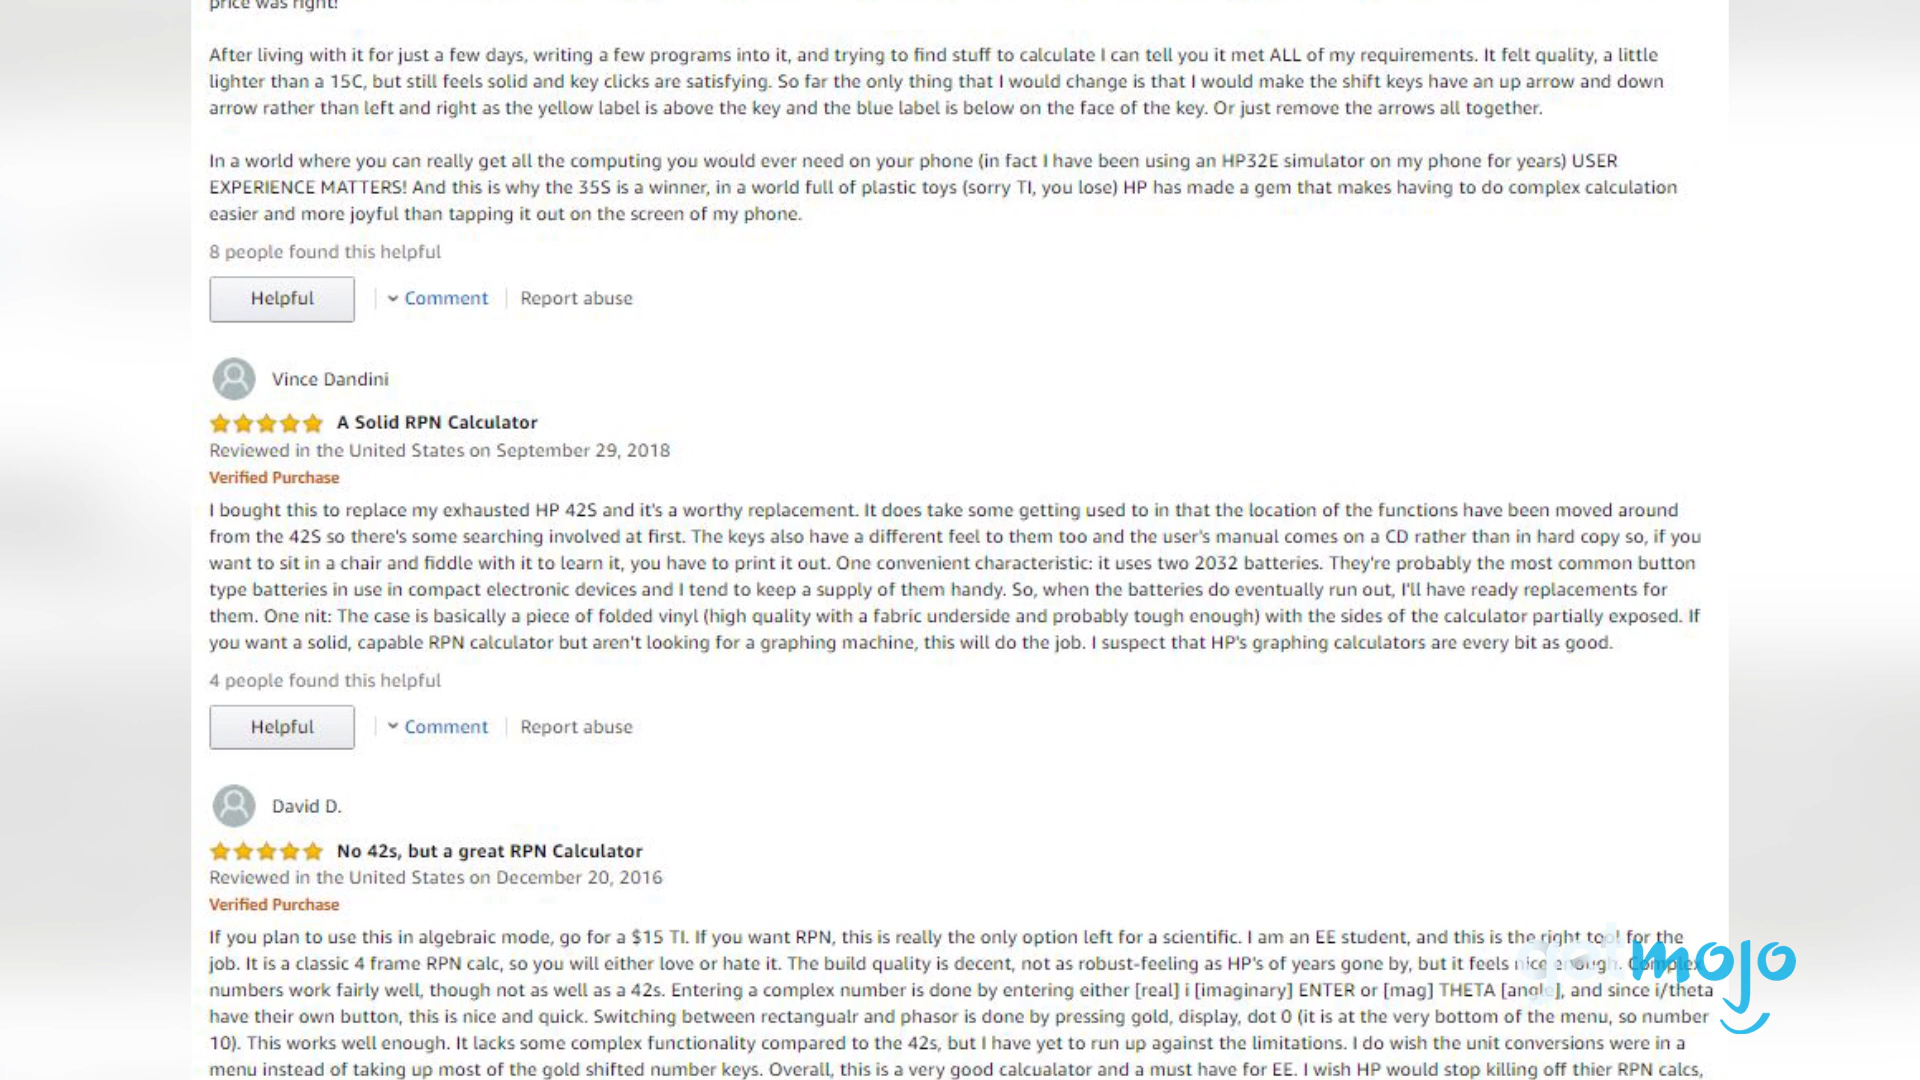 price was right!
After living with it for just a few days, writing a few programs into it, and trying to find stuff to calculate I can tell you it met ALL of my requirements. It felt quality, a little
lighter than a 15C, but still feels solid and key clicks are satisfying. So far the only thing that I would change is that I would make the shift keys have an up arrow and down
arrow rather than left and right as the yellow label is above the key and the blue label is below on the face of the key. Or just remove the arrows all together.
In a world where you can really get all the computing you would ever need on your phone (in fact I have been using an HP32E simulator on my phone for years) USER
EXPERIENCE MATTERS! And this is why the 35S is a winner, in a world full of plastic toys (sorry TI, you lose) HP has made a gem that makes having to do complex calculation
easier and more joyful than tapping it out on the screen of my phone.
8 people found this helpful
Helpful
Comment
Report abuse
Vince Dandini
A Solid RPN Calculator
Reviewed in the United States on September 29, 2018
Verified Purchase
I bought this to replace my exhausted HP 42S and it's a worthy replacement. It does take some getting used to in that the location of the functions have been moved around
from the 42S so there's some searching involved at first. The keys also have a different feel to them too and the user's manual comes on a CD rather than in hard copy so, if you
want to sit in a chair and fiddle with it to learn it, you have to print it out. One convenient characteristic: it uses two 2032 batteries. They're probably the most common button
type batteries in use in compact electronic devices and I tend to keep a supply of them handy. So, when the batteries do eventually run out, I'll have ready replacements for
them. One nit: The case is basically a piece of folded vinyl (high quality with a fabric underside and probably tough enough) with the sides of the calculator partially exposed. If
you want a solid, capable RPN calculator but aren't looking for a graphing machine, this will do the job. I suspect that HP's graphing calculators are every bit as good.
4 people found this helpful
Helpful
Comment
Report abuse
David D.
No 42s, but a great RPN Calculator
Reviewed in the United States on December 20, 2016
Verified Purchase
If you plan to use this in algebraic mode, go for a $15 TI. If you want RPN, this is really the only option left for a scientific. I am an EE student, and this is the right tool for the
job. It is a classic 4 frame RPN calc, so you will either love or hate it. The build quality is decent, not as robust-feeling as HP's of years gone by, but it feels nice enough. Complex
numbers work fairly well, though not as well as a 42s. Entering a complex number is done by entering either [real] i [imaginary] ENTER or [mag] THETA [angle], and since i/theta
have their own button, this is nice and quick. Switching between rectangualr and phasor is done by pressing gold, display, dot 0 (it is at the very bottom of the menu, so number
10). This works well enough. It lacks some complex functionality compared to the 42s, but I have yet to run up against the limitations. I do wish the unit conversions were in a
menu instead of taking up most of the gold shifted number keys. Overall, this is a very good calcualator and a must have for EE. I wish HP would stop killing off thier RPN calcs,
getmojo